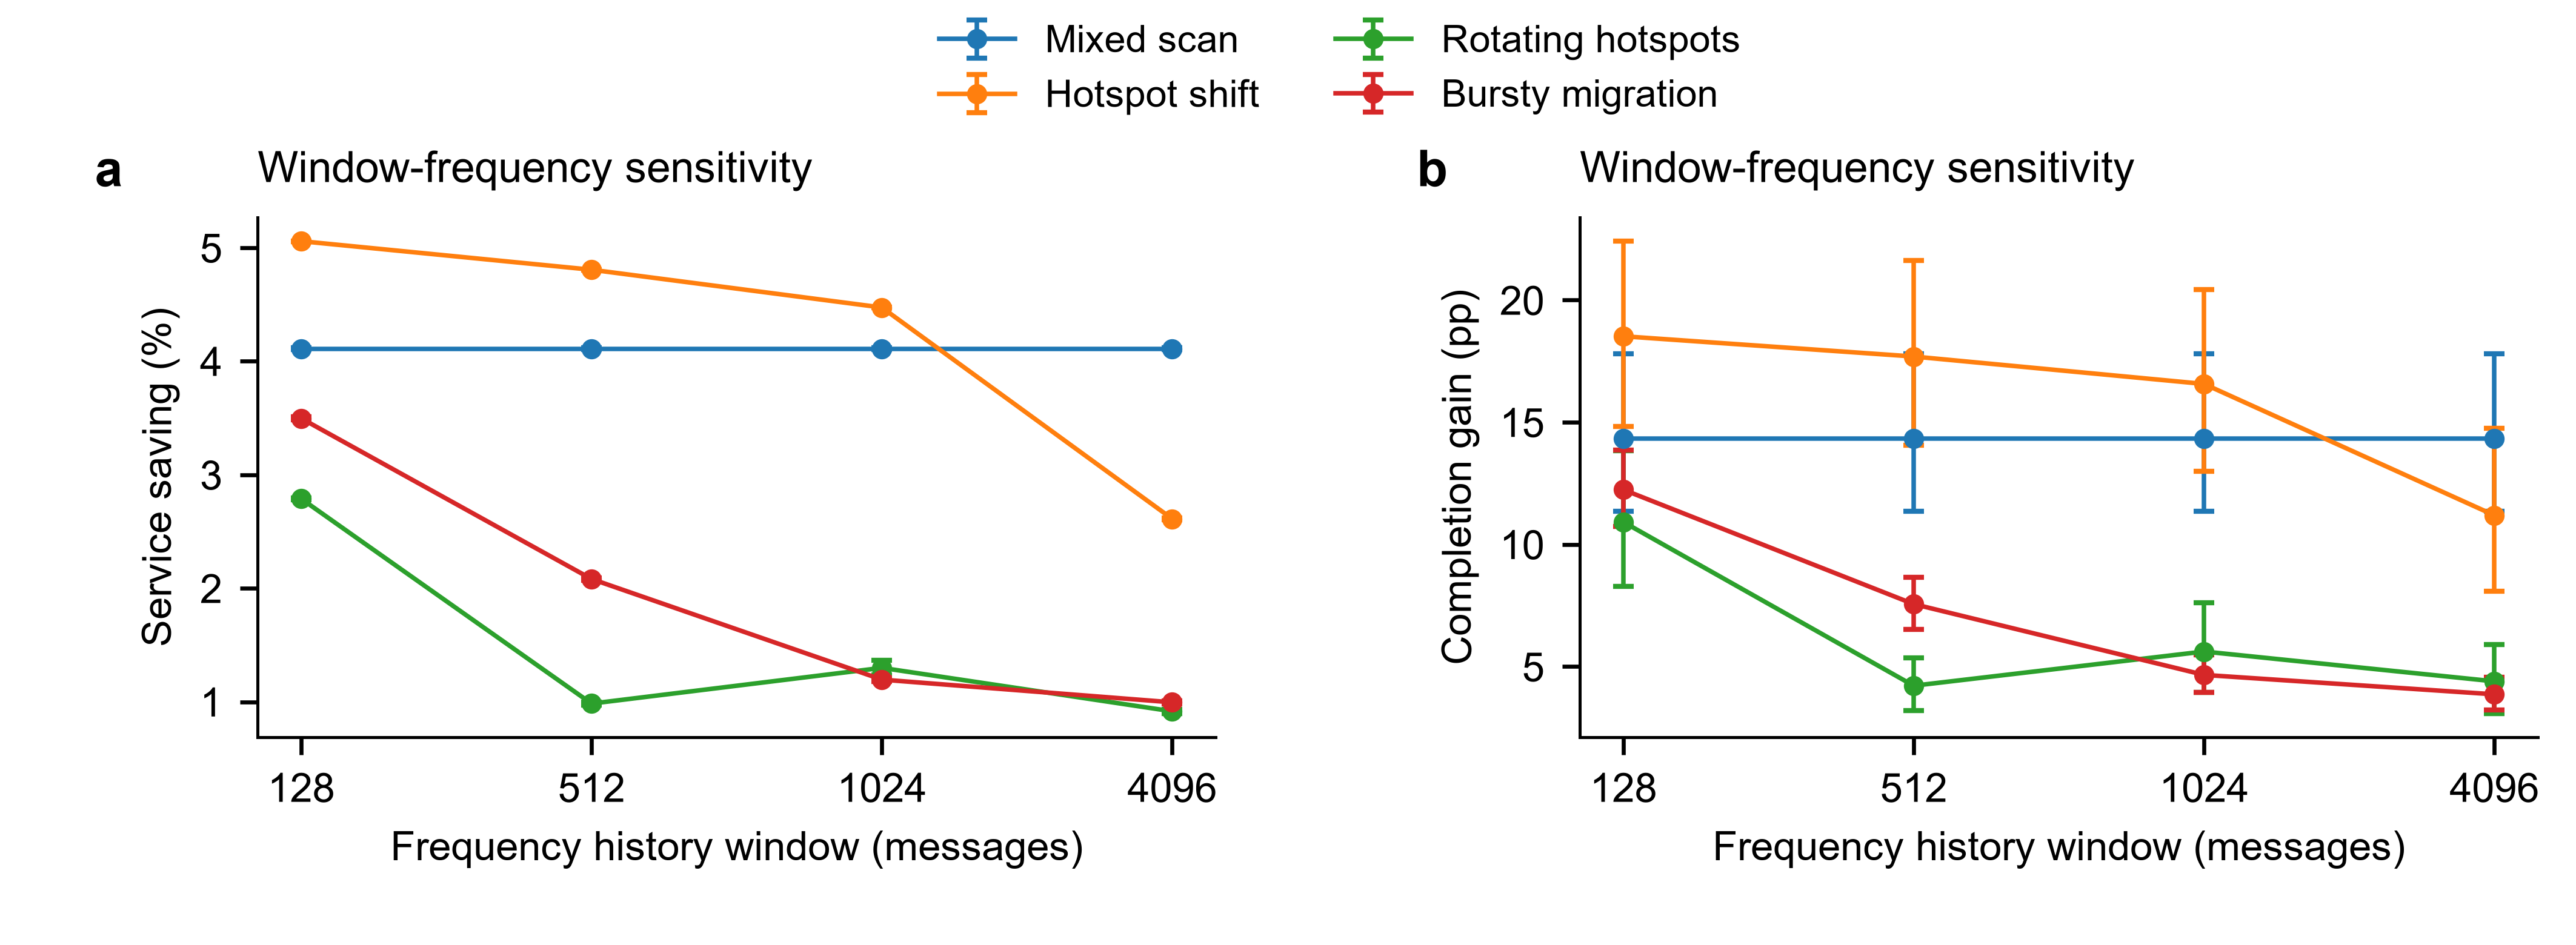 Mixed scan
Hotspot shift
Rotating hotspots
Bursty migration
a
Window-frequency sensitivity
Service saving (%)
5
4
3
2
1
128 512 1024 4096
Frequency history window (messages)
b
Window-frequency sensitivity
Completion gain (pp)
20
15
10
5
128 512 1024 4096
Frequency history window (messages)